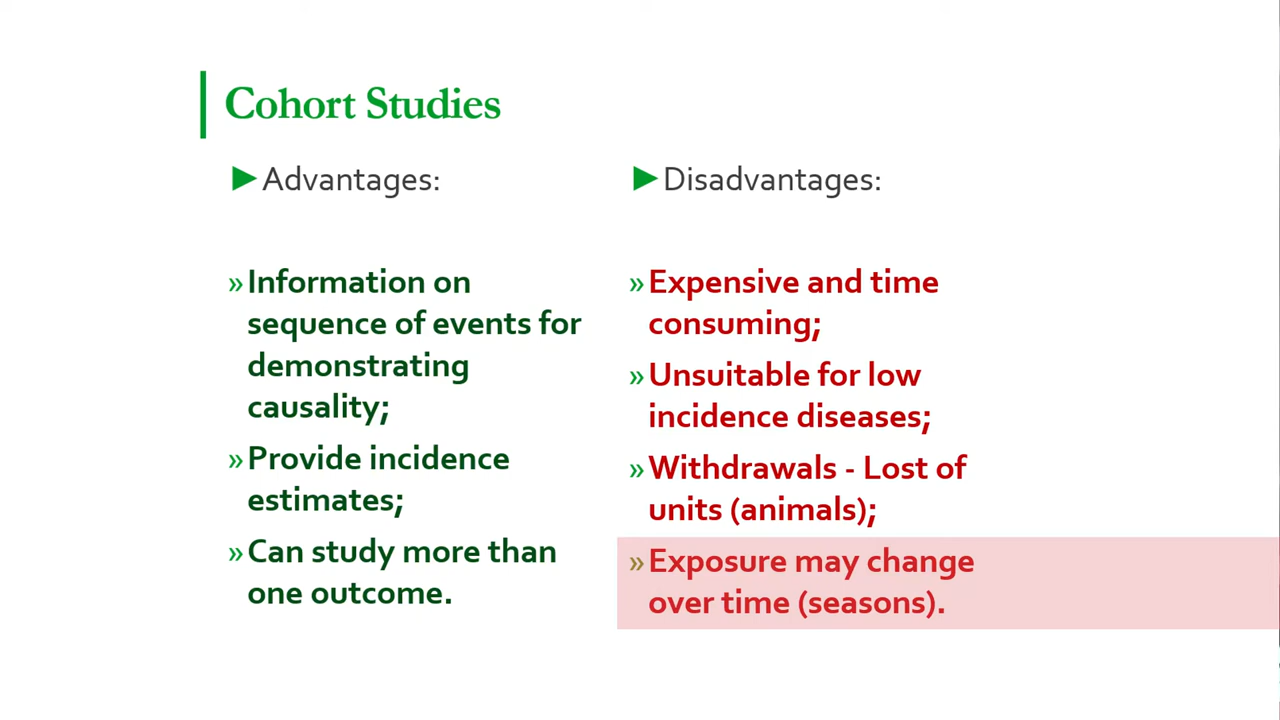 Cohort Studies
►Advantages:
»Information on
sequence of events for
demonstrating
causality;
»Provide incidence
estimates;
»Can study more than
one outcome.
►Disadvantages:
»Expensive and time
consuming;
»Unsuitable for low
incidence diseases;
»Withdrawals - Lost of
units (animals);
»Exposure may change
over time (seasons).